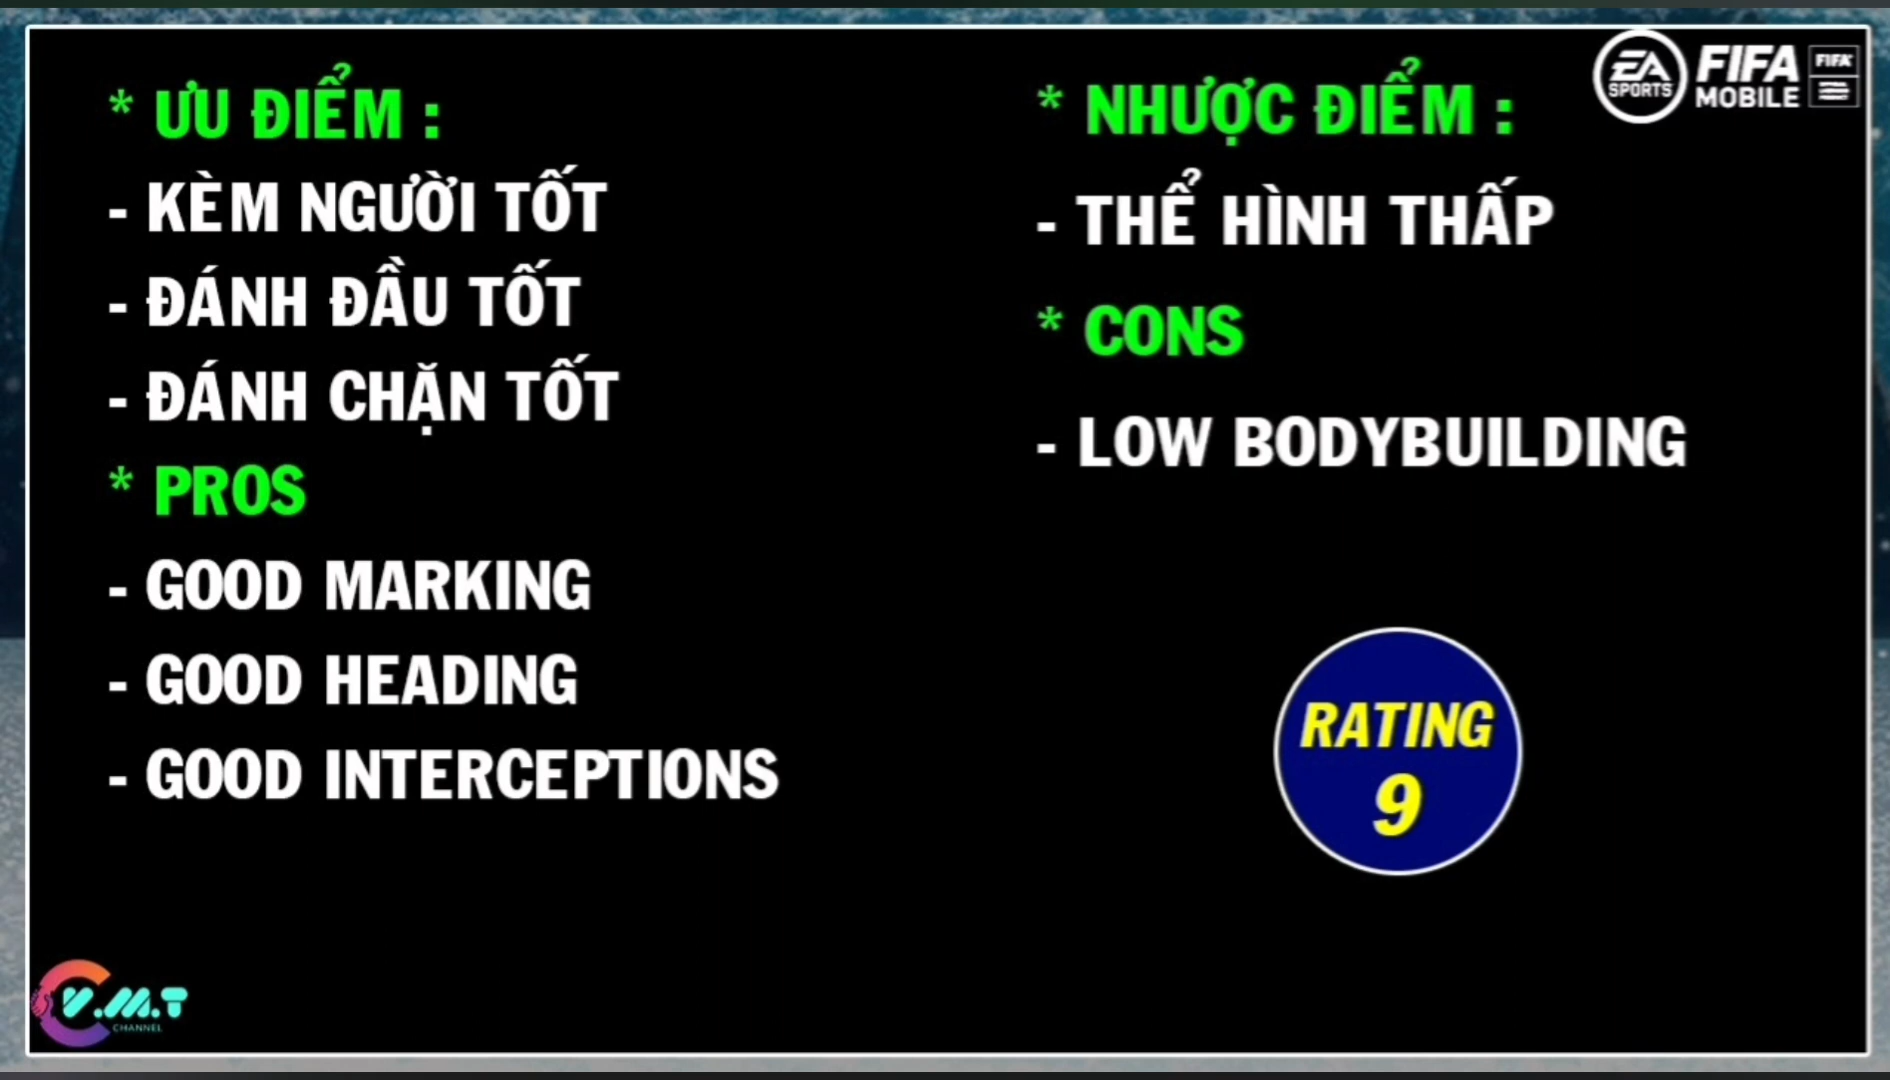 * ƯU ĐIỂM :
- KÈM NGƯỜI TỐT
- ĐÁNH ĐẦU TỐT
- ĐÁNH CHẶN TỐT
* PROS
- GOOD MARKING
- GOOD HEADING
- GOOD INTERCEPTIONS
* NHƯỢC ĐIỂM :
- THỂ HÌNH THẤP
* CONS
- LOW BODYBUILDING
RATING
9
EA SPORTS
FIFA MOBILE
FIFA
V.M.T
CHANNEL